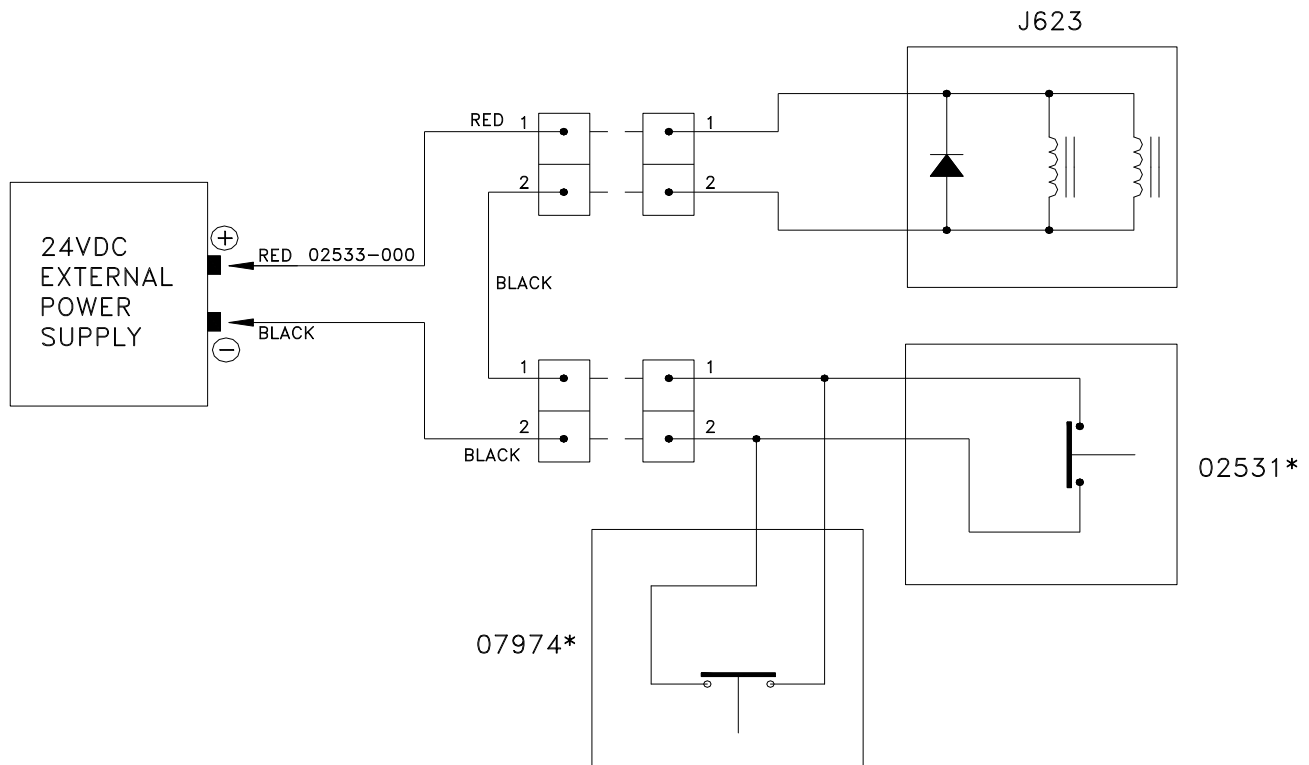 J623
RED 1
1
2
2
24VDC
EXTERNAL
POWER
SUPPLY
+
RED 02533-000
BLACK
BLACK
−
1
1
2
2
BLACK
02531*
07974*